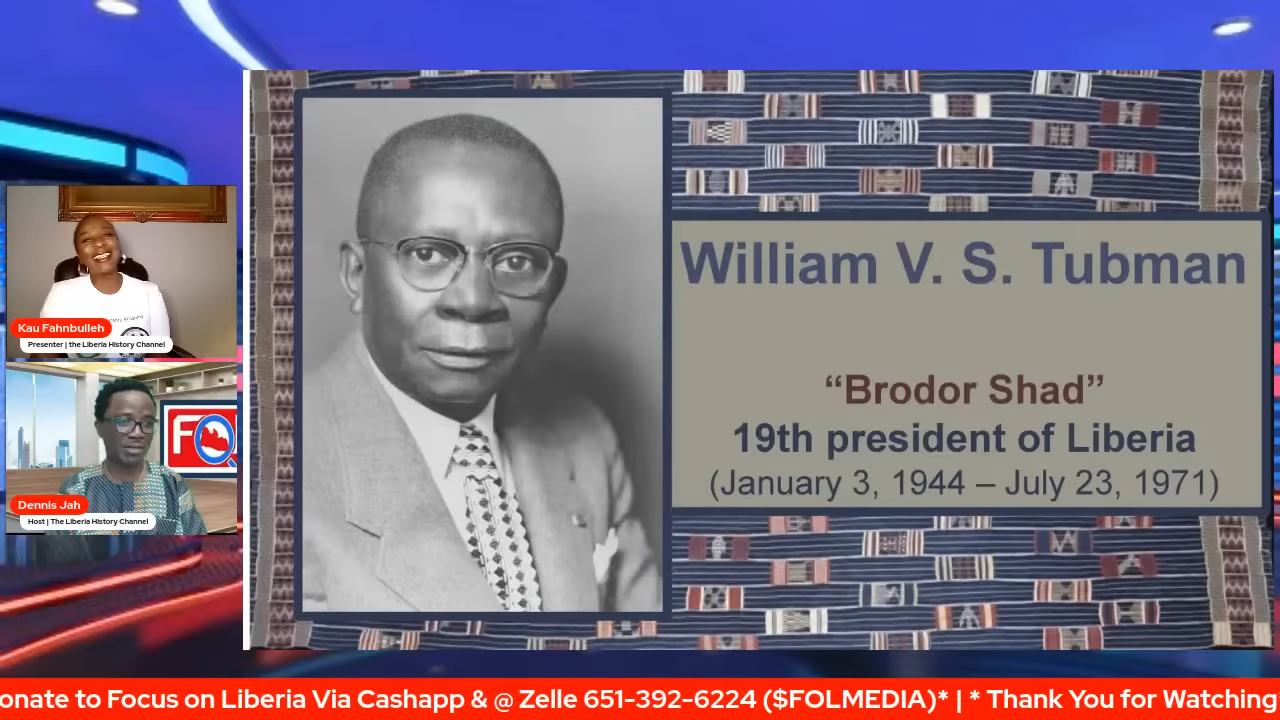 William V. S. Tubman
“Brodor Shad”
19th president of Liberia
(January 3, 1944 – July 23, 1971)
Kau Fahnbulleh
Presenter | the Liberia History Channel
FO
Dennis Jah
Host | The Liberia History Channel
onate to Focus on Liberia Via Cashapp & @ Zelle 651-392-6224 ($FOLMEDIA)* | * Thank You for Watching